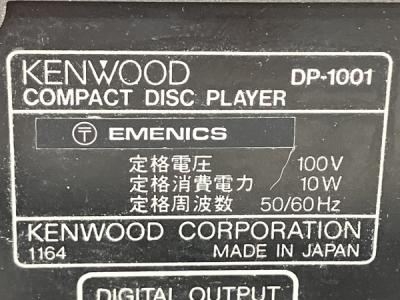 KENWOOD DP-1001
COMPACT DISC PLAYER
〒 EMENICS
定格電圧 100V
定格消費電力 10W
定格周波数 50/60Hz
KENWOOD CORPORATION
1164 MADE IN JAPAN
DIGITAL OUTPUT